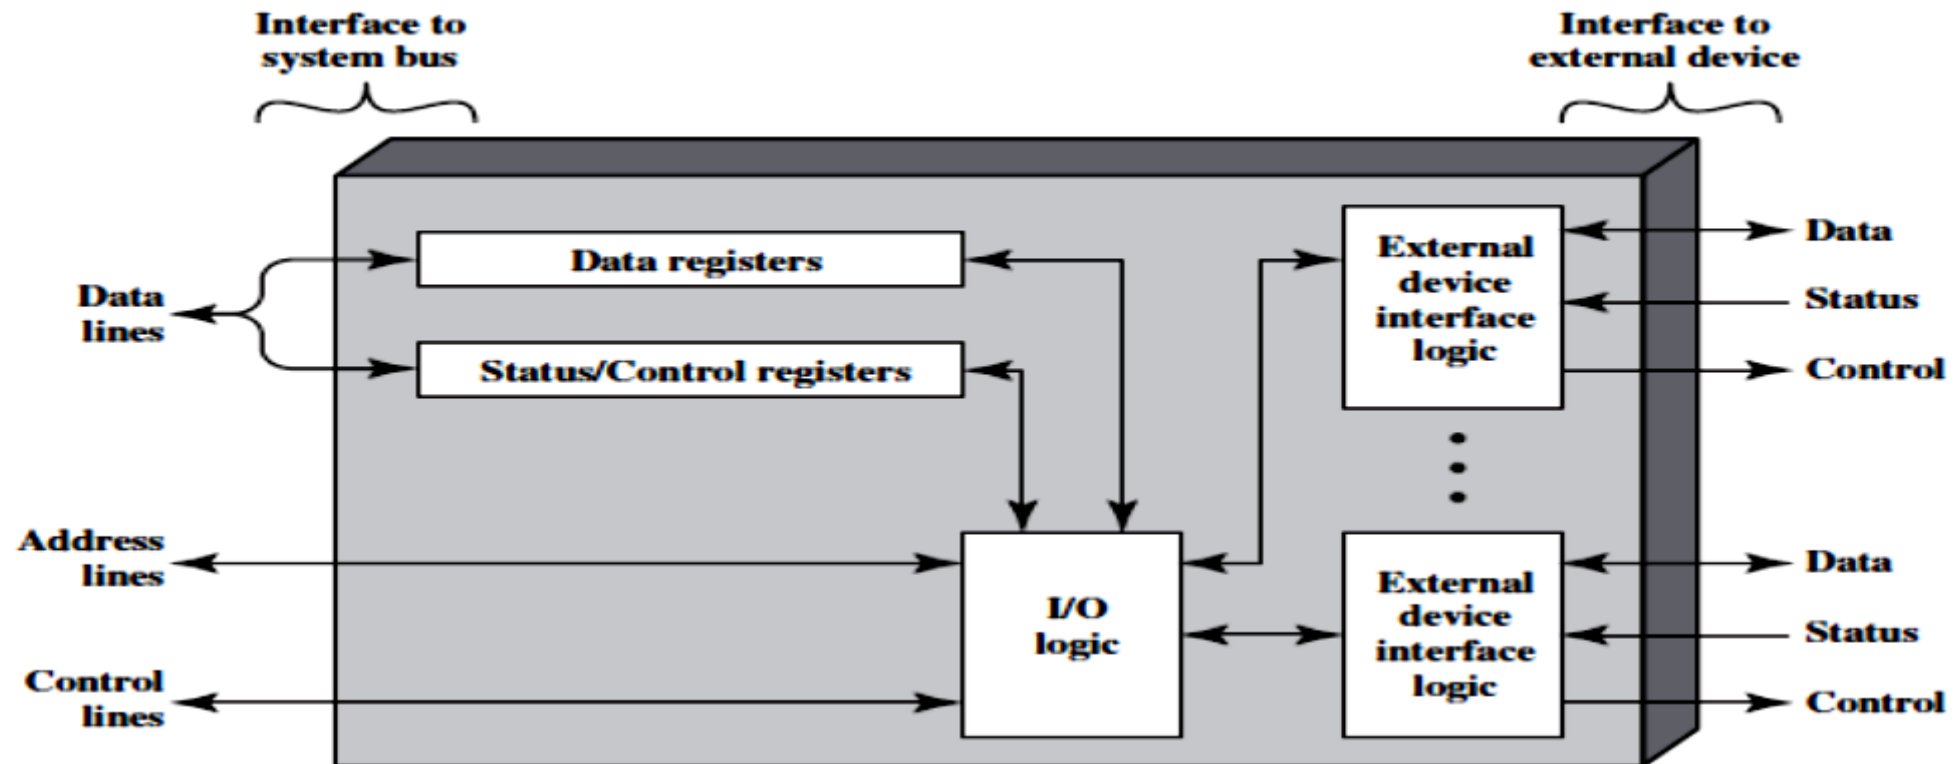 Interface to
system bus
Interface to
external device
Data registers
Status/Control registers
Data
lines
Address
lines
Control
lines
I/O
logic
External
device
interface
logic
Data
Status
Control
External
device
interface
logic
Data
Status
Control